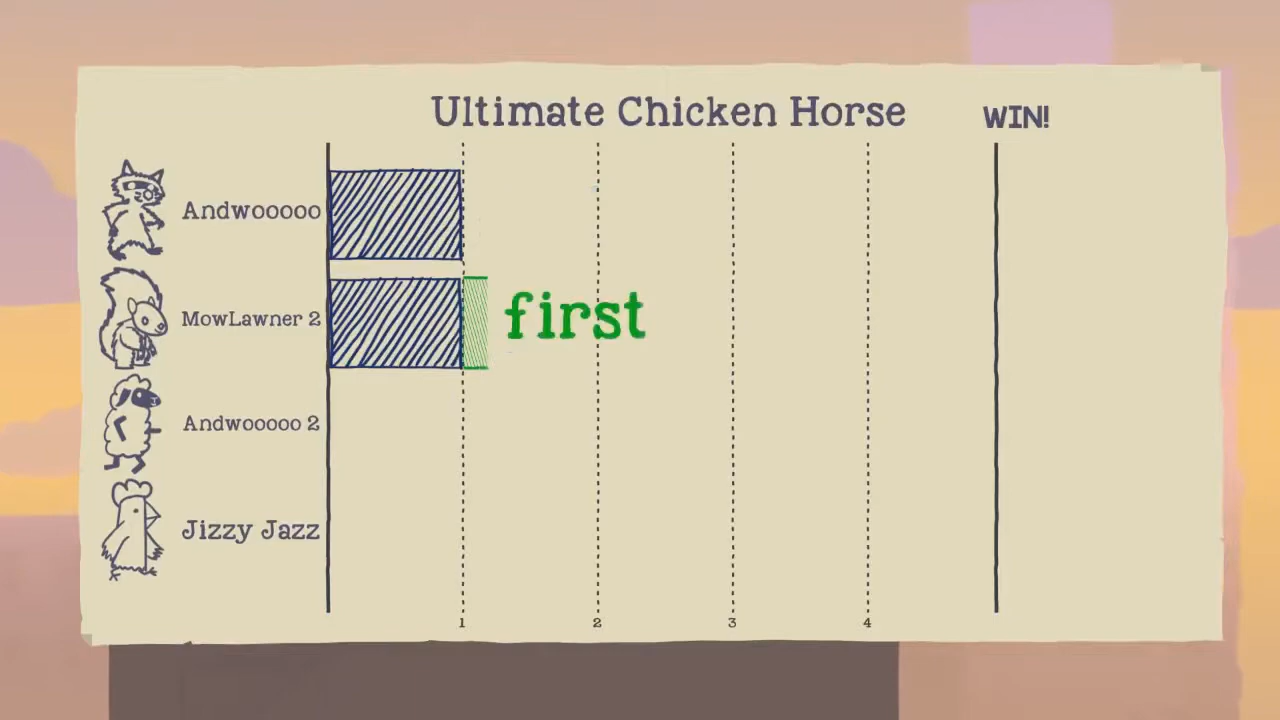 Ultimate Chicken Horse
WIN!
Andwooooo
MowLawner 2
first
Andwooooo 2
Jizzy Jazz
1 2 3 4